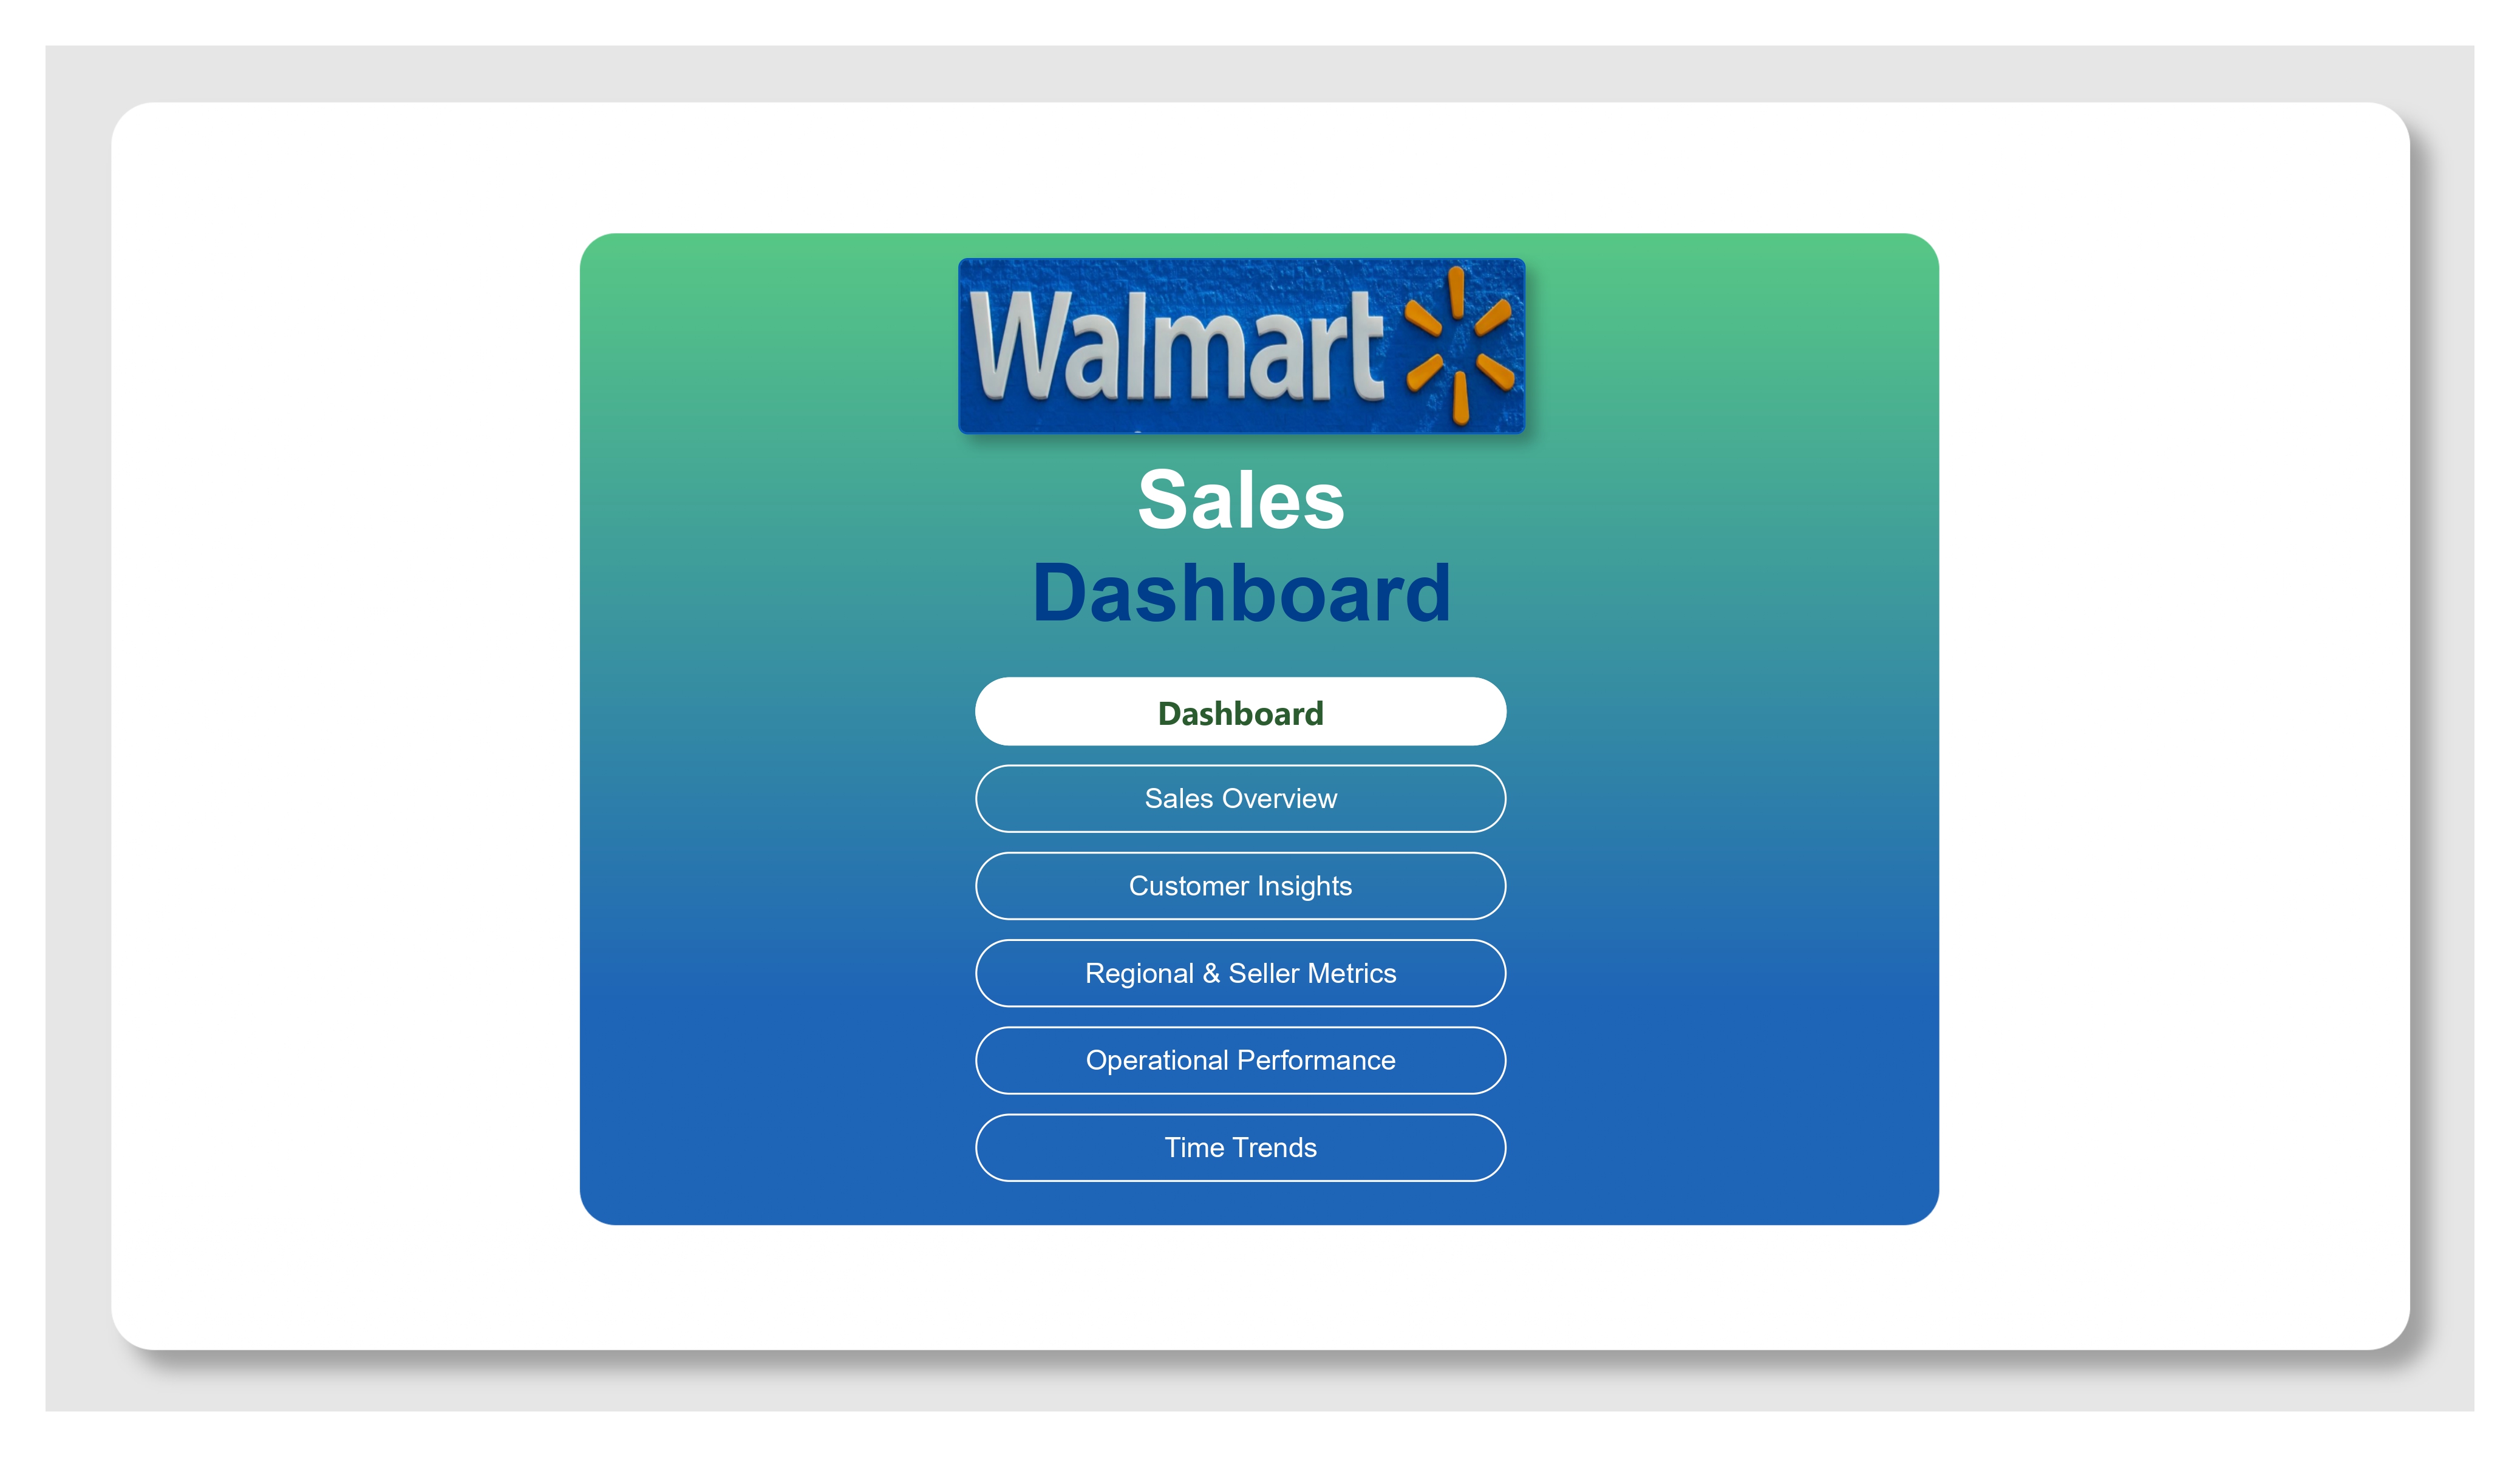 Walmart
Sales
Dashboard
Dashboard
Sales Overview
Customer Insights
Regional & Seller Metrics
Operational Performance
Time Trends